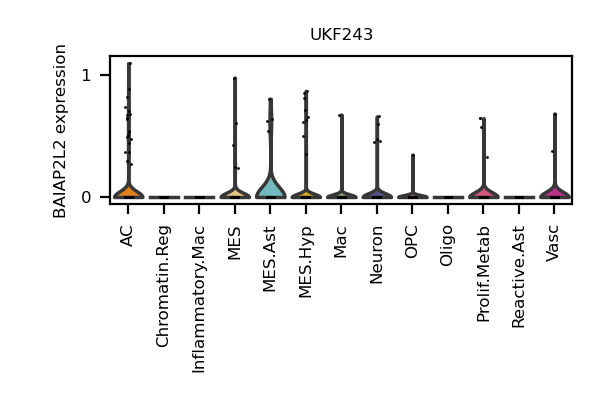 UKF243
BAIAP2L2 expression
1
0
AC
Chromatin.Reg
Inflammatory.Mac
MES
MES.Ast
MES.Hyp
Mac
Neuron
OPC
Oligo
Prolif.Metab
Reactive.Ast
Vasc